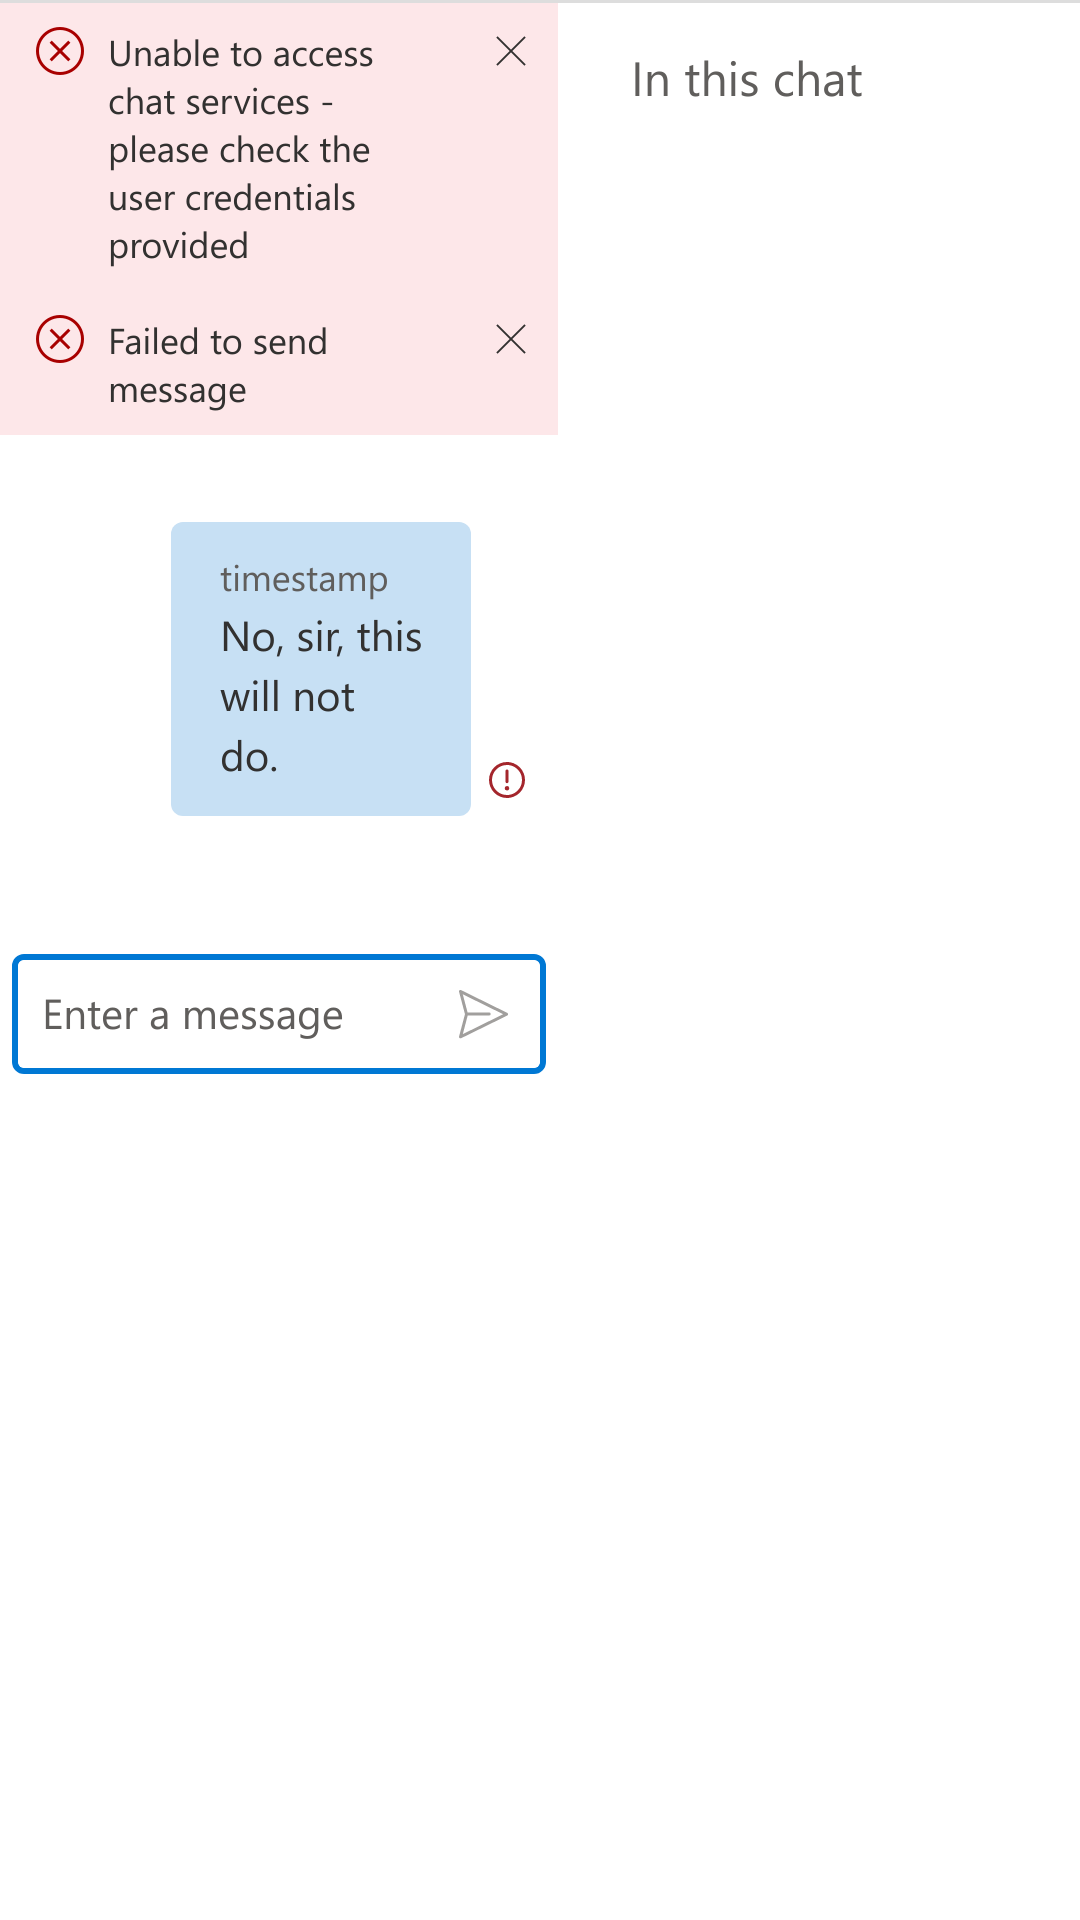 Unable to access
chat services -
please check the
user credentials
provided
Failed to send
message
In this chat
timestamp
No, sir, this
will not
do.
Enter a message